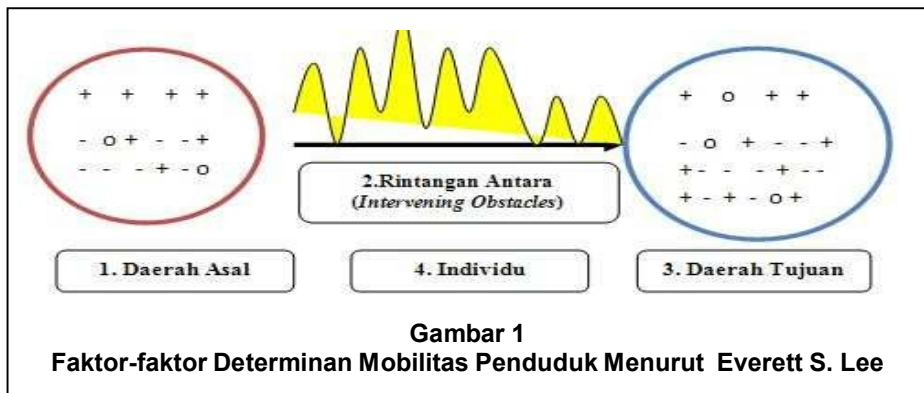 + + + +
- o + - - +
- - - + - o
2.Rintangan Antara
(Intervening Obstacles)
+ o + +
- o + - - +
+ - - - + - -
+ - + - o +
1. Daerah Asal
4. Individu
3. Daerah Tujuan
Gambar 1
Faktor-faktor Determinan Mobilitas Penduduk Menurut Everett S. Lee